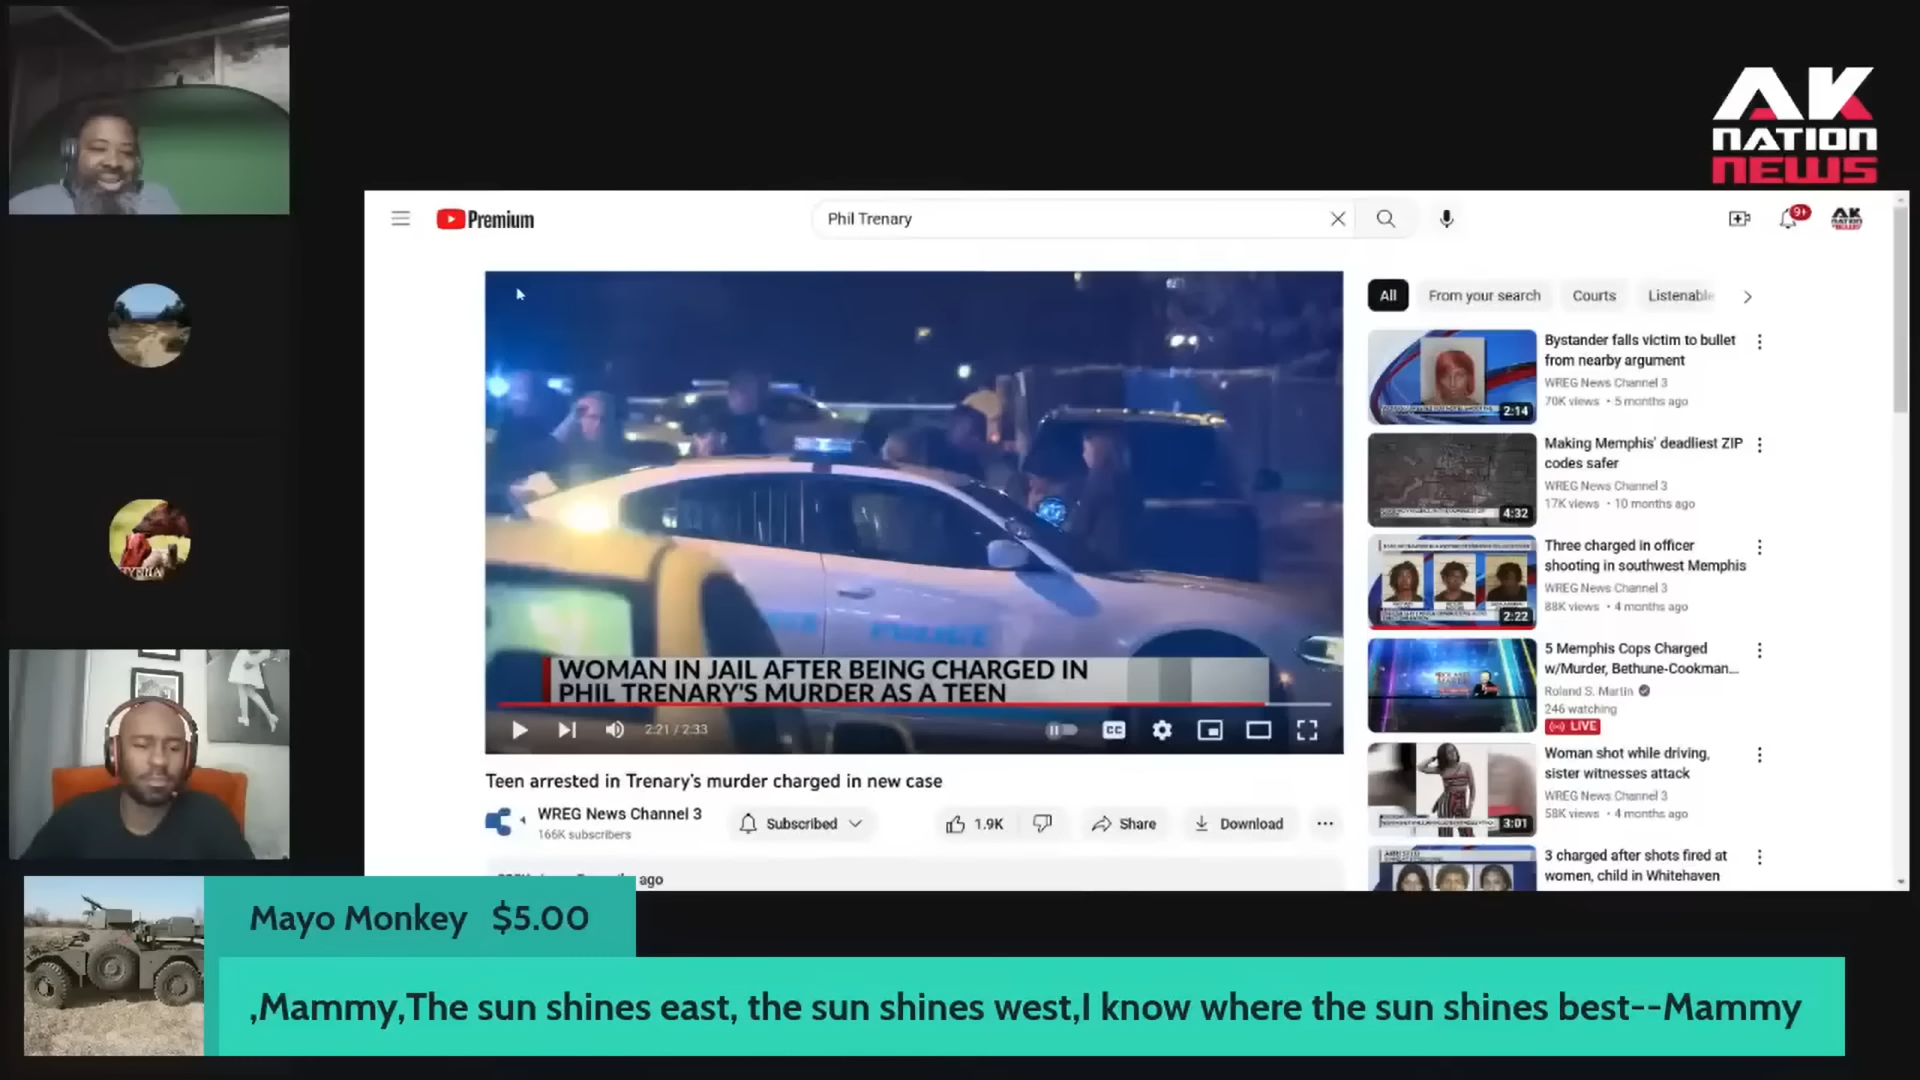 AK
NATION
NEWS
Premium
Phil Trenary
9+
AK
NATION
NEWS
All
From your search
Courts
Listenable
WOMAN IN JAIL AFTER BEING CHARGED IN
PHIL TRENARY'S MURDER AS A TEEN
POLICE
2:21 / 2:33
CC
Teen arrested in Trenary's murder charged in new case
WREG News Channel 3
166K subscribers
Subscribed
1.9K
Share
Download
ago
Bystander falls victim to bullet
from nearby argument
WREG News Channel 3
70K views • 5 months ago
2:14
Making Memphis' deadliest ZIP
codes safer
WREG News Channel 3
17K views • 10 months ago
4:32
Three charged in officer
shooting in southwest Memphis
WREG News Channel 3
88K views • 4 months ago
2:22
5 Memphis Cops Charged
w/Murder, Bethune-Cookman...
Roland S. Martin
246 watching
LIVE
Woman shot while driving,
sister witnesses attack
WREG News Channel 3
58K views • 4 months ago
3:01
3 charged after shots fired at
women, child in Whitehaven
Mayo Monkey $5.00
,Mammy,The sun shines east, the sun shines west,I know where the sun shines best--Mammy